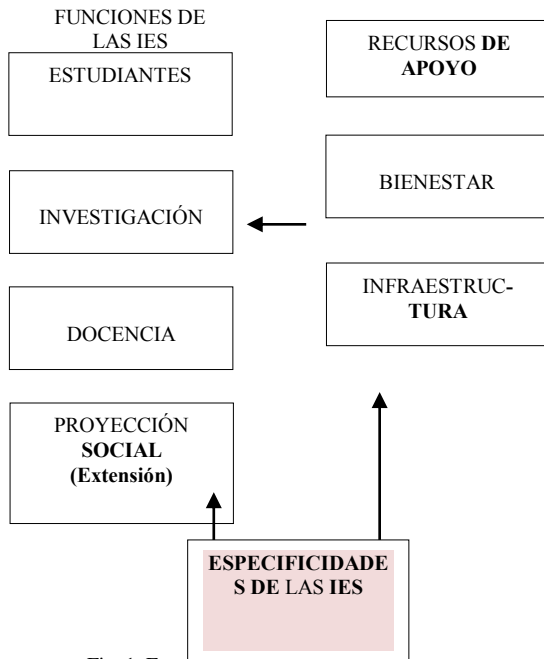 FUNCIONES DE
LAS IES
ESTUDIANTES
INVESTIGACIÓN
DOCENCIA
PROYECCIÓN
SOCIAL
(Extensión)
RECURSOS DE
APOYO
BIENESTAR
INFRAESTRUC-
TURA
ESPECIFICIDADE
S DE LAS IES